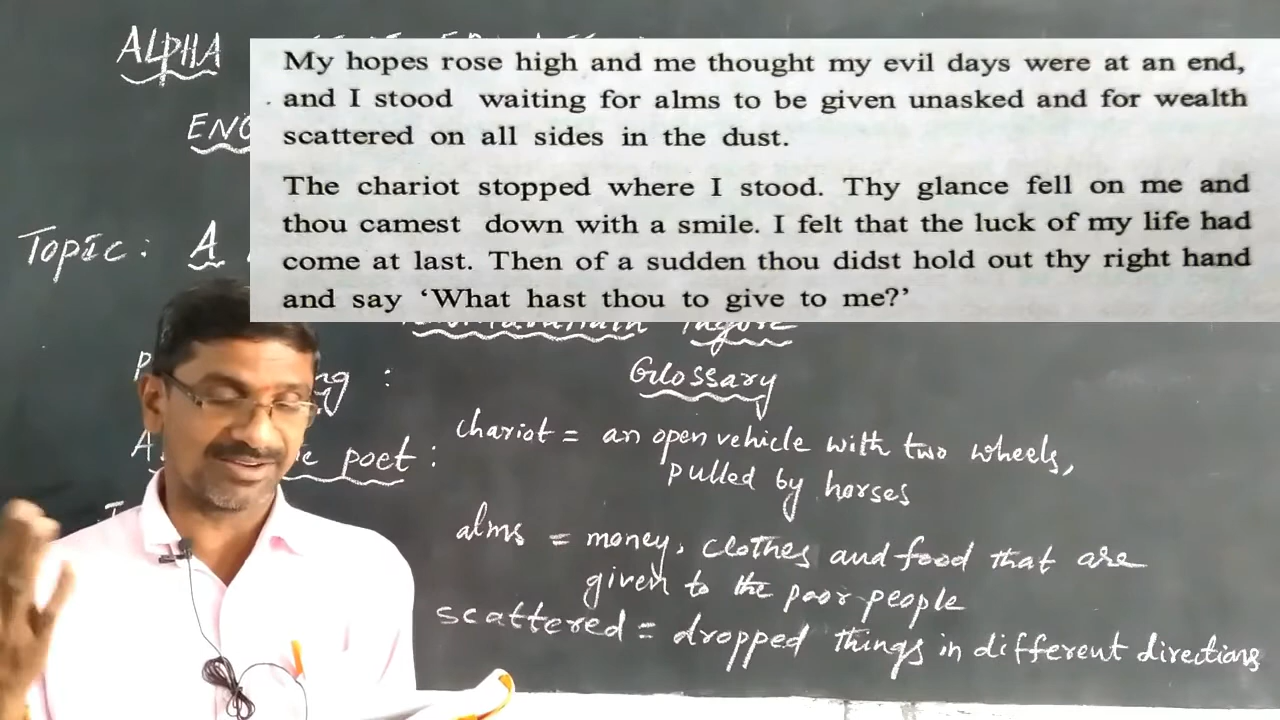 ALPHA
ENG
My hopes rose high and me thought my evil days were at an end,
and I stood waiting for alms to be given unasked and for wealth
scattered on all sides in the dust.
The chariot stopped where I stood. Thy glance fell on me and
thou camest down with a smile. I felt that the luck of my life had
come at last. Then of a sudden thou didst hold out thy right hand
and say ‘What hast thou to give to me?’
Topic: A
Tagore
Glossary
poet :
chariot = an open vehicle with two wheels,
pulled by horses
alms = money, clothes and food that are
given to the poor people
scattered = dropped things in different directions